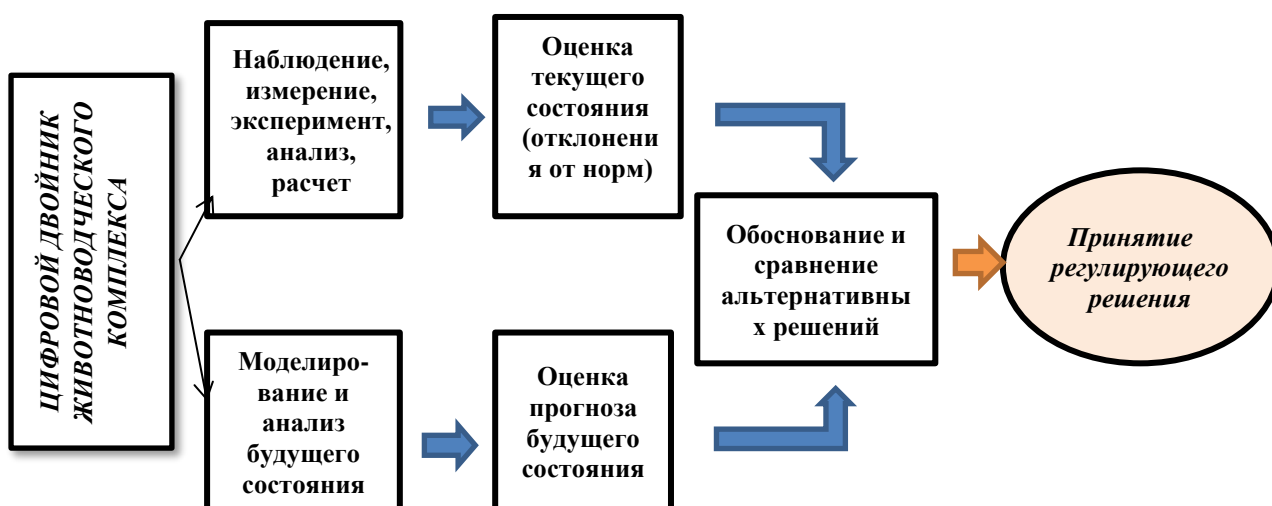 ЦИФРОВОЙ ДВОЙНИК
ЖИВОТНОВОДЧЕСКОГО
КОМПЛЕКСА
Наблюдение,
измерение,
эксперимент,
анализ,
расчет
Оценка
текущего
состояния
(отклонени
я от норм)
Моделиро-
вание и
анализ
будущего
состояния
Оценка
прогноза
будущего
состояния
Обоснование и
сравнение
альтернативны
х решений
Принятие
регулирующего
решения